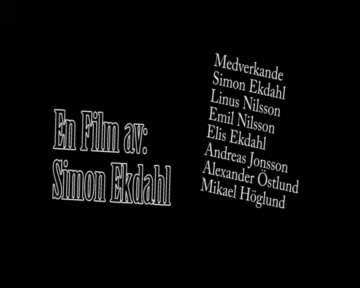 En Film av:
Simon Ekdahl
Medverkande
Simon Ekdahl
Linus Nilsson
Emil Nilsson
Elis Ekdahl
Andreas Jonsson
Alexander Östlund
Mikael Höglund